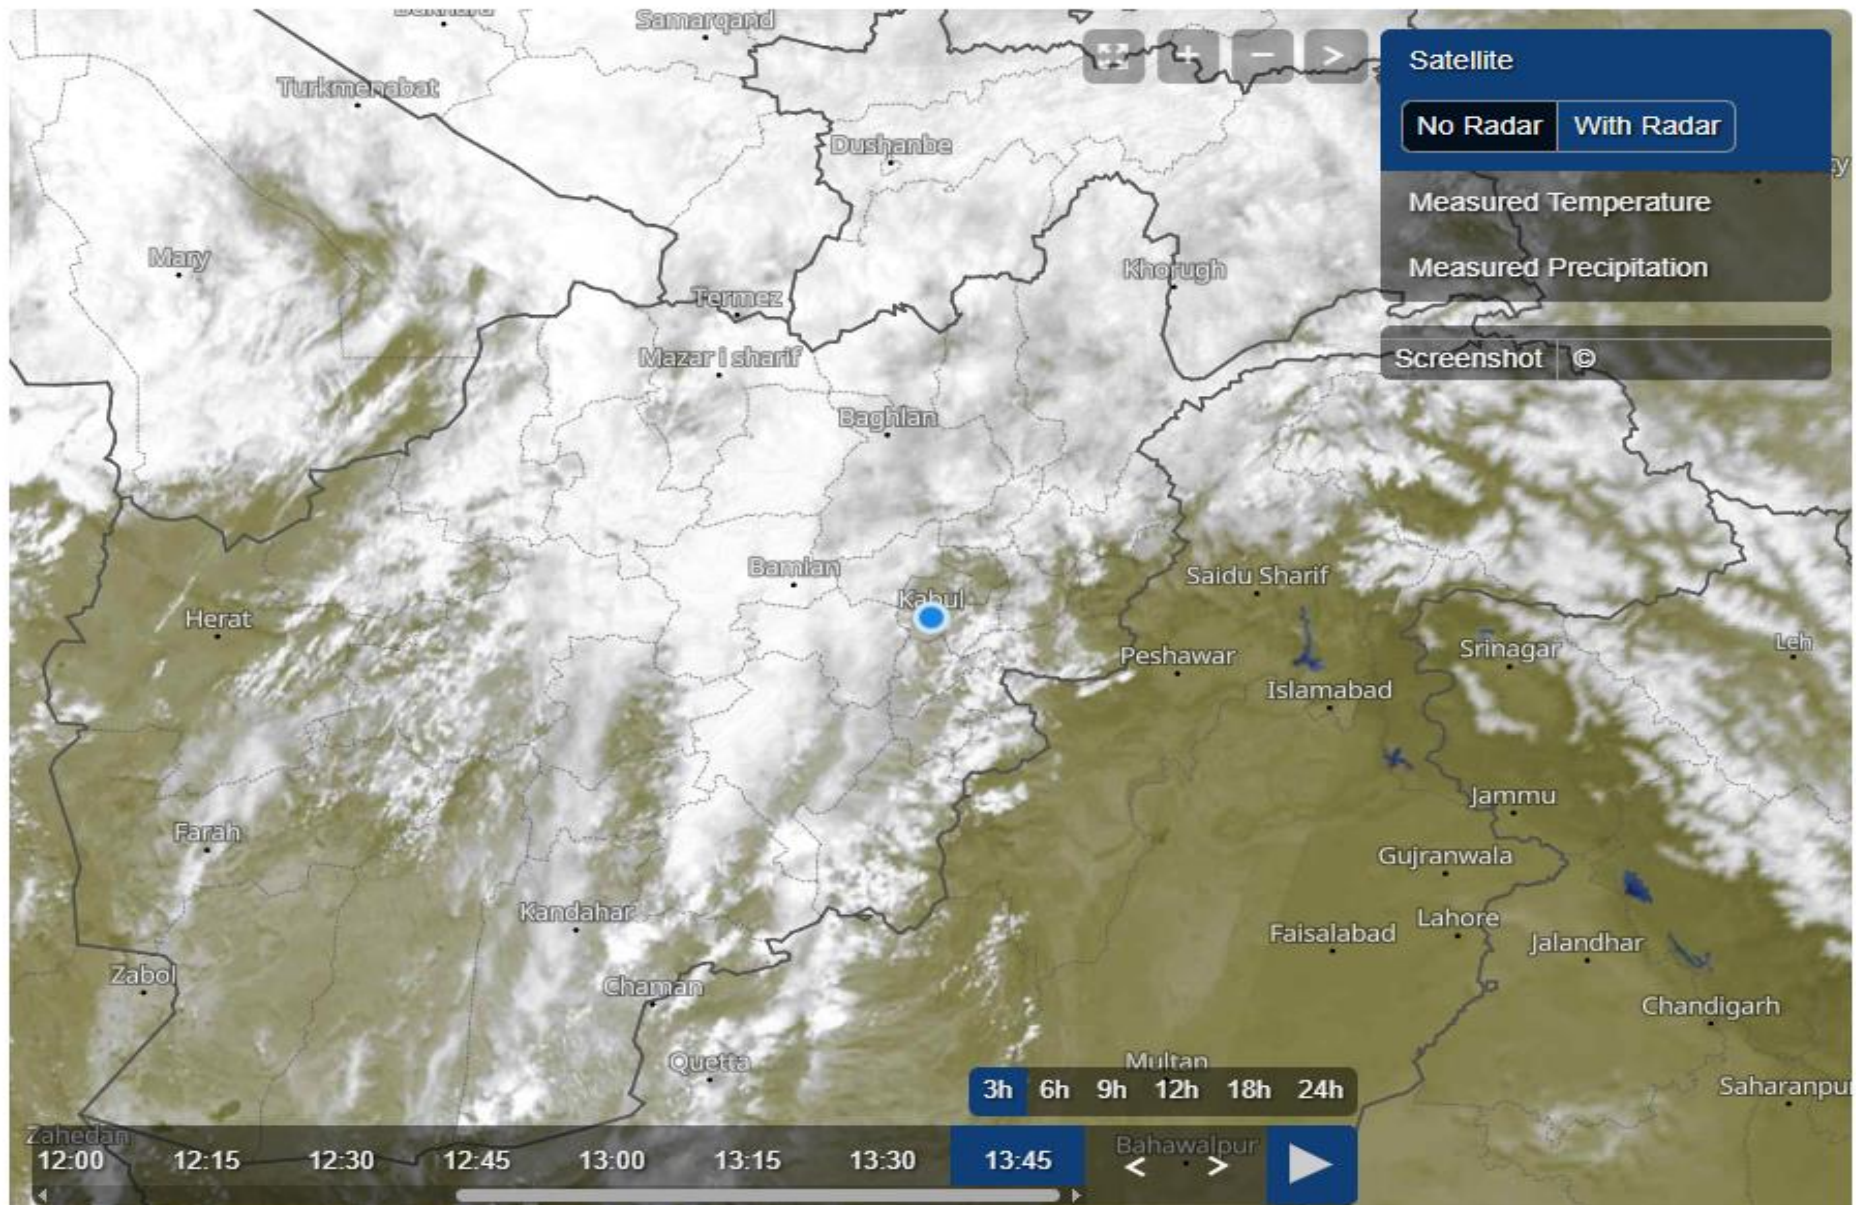 Samarqand
Satellite
Turkmenabat
No Radar
With Radar
Dushanbe
Measured Temperature
Mary
Khorugh
Measured Precipitation
Termez
Mazar i sharif
Screenshot
©
Baghlan
Bamian
Saidu Sharif
Kabul
Herat
Srinagar
Leh
Peshawar
Islamabad
Jammu
Farah
Gujranwala
Kandahar
Lahore
Faisalabad
Jalandhar
Zabol
Chaman
Chandigarh
Quetta
Multan
3h 6h 9h 12h 18h 24h
Saharanpu
Zahedan
Bahawalpur
12:00 12:15 12:30 12:45 13:00 13:15 13:30 13:45 < >